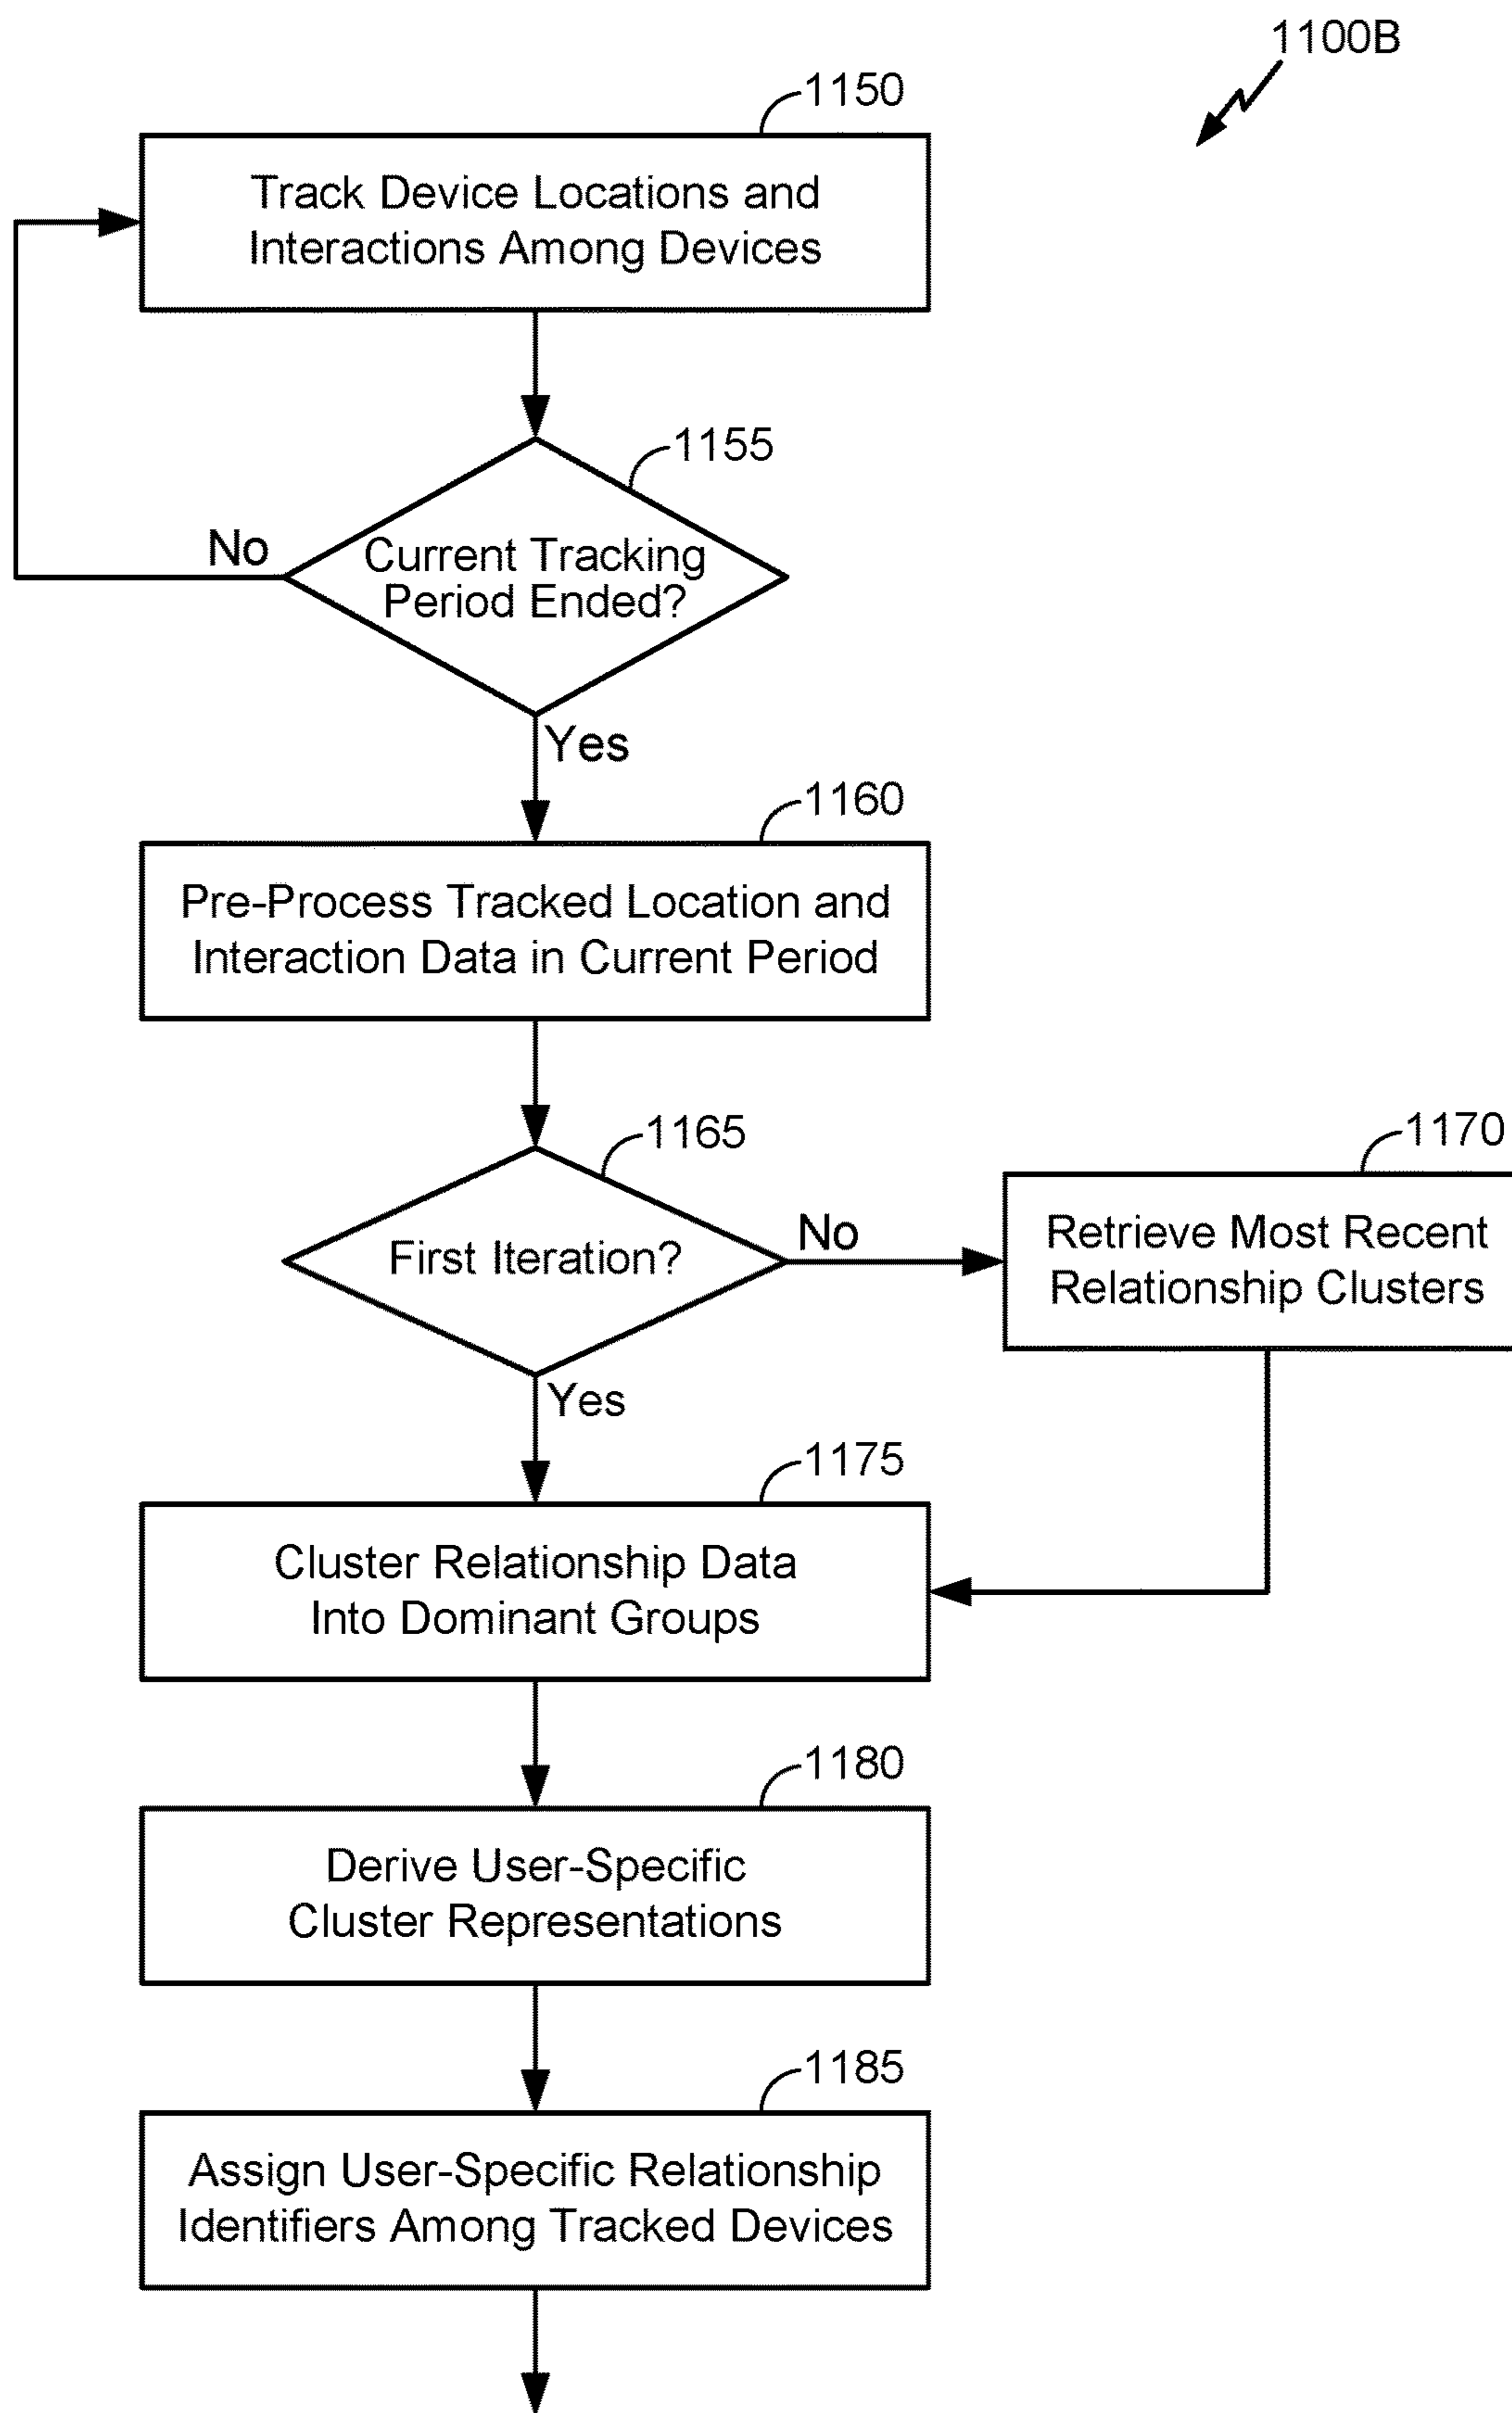 1100B
1150
Track Device Locations and
Interactions Among Devices
1155
No
Current Tracking
Period Ended?
Yes
1160
Pre-Process Tracked Location and
Interaction Data in Current Period
1165
First Iteration?
No
1170
Retrieve Most Recent
Relationship Clusters
Yes
1175
Cluster Relationship Data
Into Dominant Groups
1180
Derive User-Specific
Cluster Representations
1185
Assign User-Specific Relationship
Identifiers Among Tracked Devices